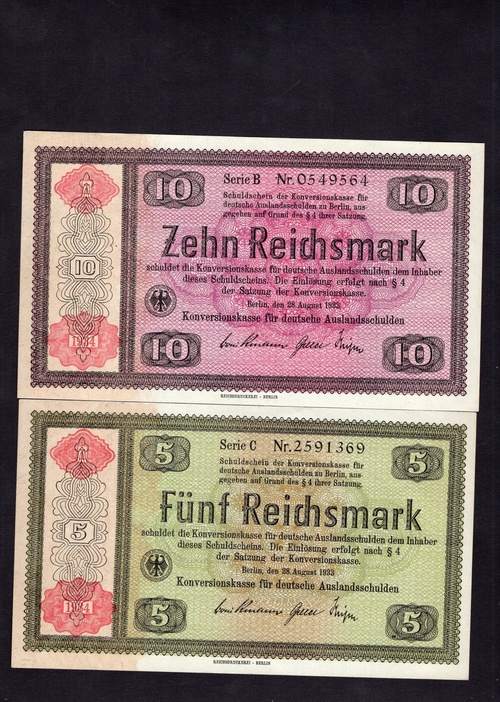 10 10
Serie B Nr. 0549564
Schuldschein der Konversionskasse für
deutsche Auslandsschulden zu Berlin, aus
gegeben auf Grund des § 4 ihrer Satzung.
Zehn Reichsmark
schuldet die Konversionskasse für deutsche Auslandsschulden dem Inhaber
dieses Schuldscheins. Die Einlösung erfolgt nach § 4
der Satzung der Konversionskasse.
Berlin, den 28. August 1933
Konversionskasse für deutsche Auslandsschulden
10
1934
10 10
REICHSDRUCKEREI · BERLIN
5 5
Serie C Nr. 2591369
Schuldschein der Konversionskasse für
deutsche Auslandsschulden zu Berlin, aus
gegeben auf Grund des § 4 ihrer Satzung.
Fünf Reichsmark
schuldet die Konversionskasse für deutsche Auslandsschulden dem Inhaber
dieses Schuldscheins. Die Einlösung erfolgt nach § 4
der Satzung der Konversionskasse.
Berlin, den 28. August 1933
Konversionskasse für deutsche Auslandsschulden
5
1934
5 5
REICHSDRUCKEREI · BERLIN